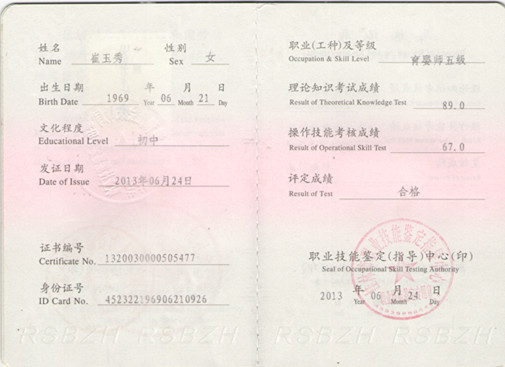 姓名 崔玉秀 性别 女
Name Sex
出生日期 1969 年 06 月 21 日
Birth Date Year Month Day
文化程度 初中
Educational Level
发证日期 2013年06月24日
Date of Issue
证书编号 1320030000505477
Certificate No.
身份证号 452322196906210926
ID Card No.
职业(工种)及等级 育婴师五级
Occupation & Skill Level
理论知识考试成绩 89.0
Result of Theoretical Knowledge Test
操作技能考核成绩 67.0
Result of Operational Skill Test
评定成绩 合格
Result of Test
职业技能鉴定(指导)中心(印)
Seal of Occupational Skill Testing Authority
2013 年 06 月 24 日
Year Month Day
RSBZH RSBZH
RSBZH RSBZH